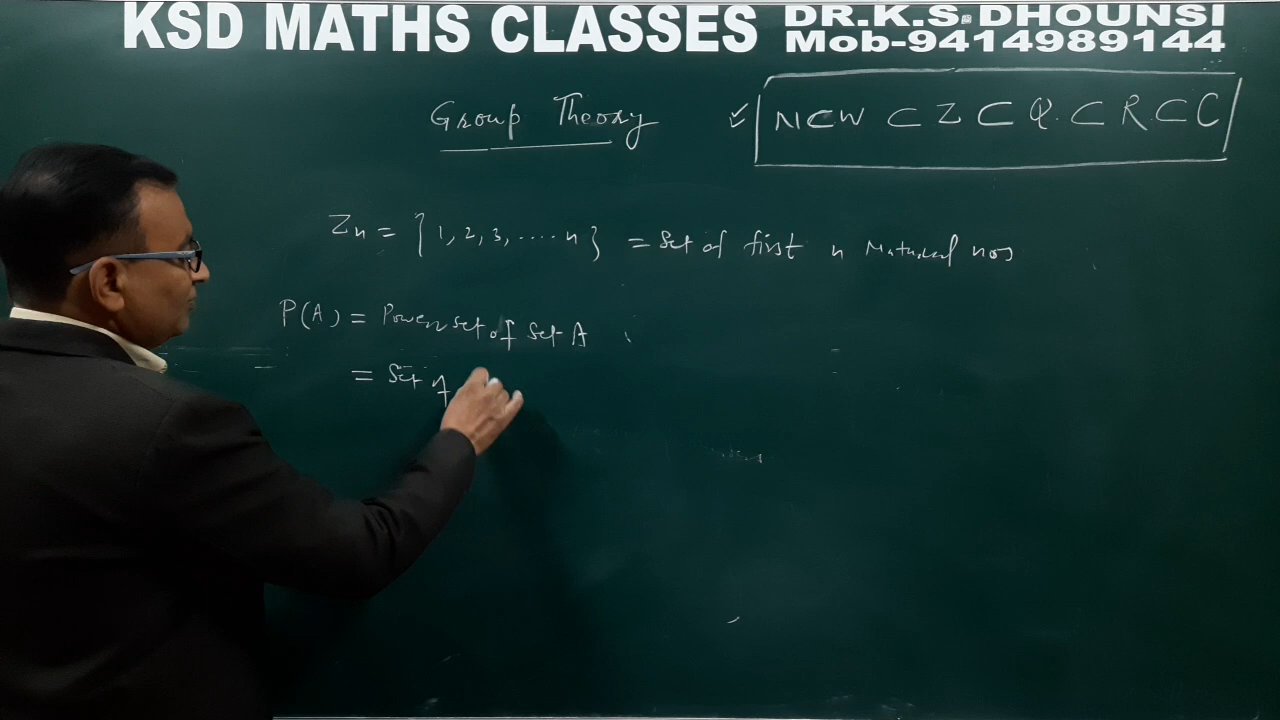 KSD MATHS CLASSES DR.K.S.DHOUNSI
Mob-9414989144
Group Theory
✓ N ⊂ W ⊂ Z ⊂ Q ⊂ R ⊂ C
Zn = {1, 2, 3, .... n} = Set of first n Natural nos
P(A) = Power set of Set A
= Set of